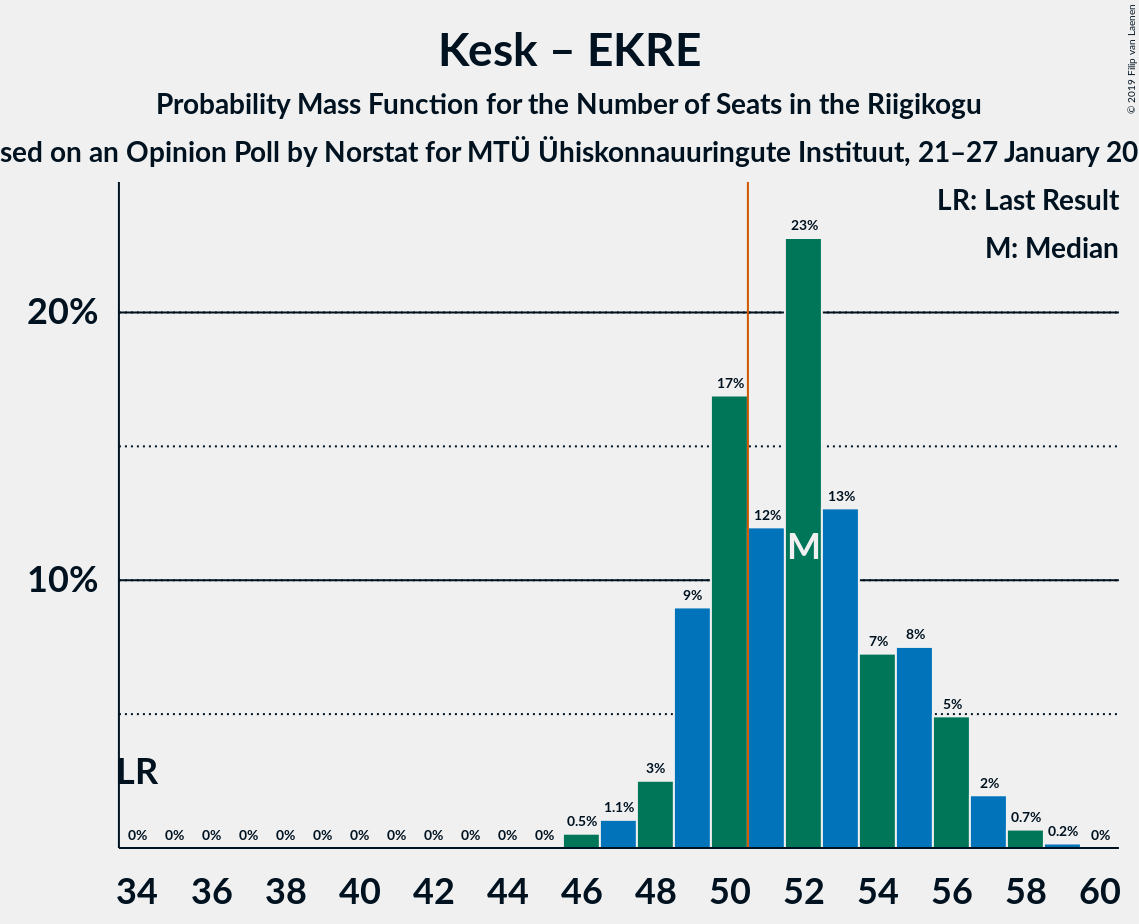 Kesk – EKRE
Probability Mass Function for the Number of Seats in the Riigikogu
sed on an Opinion Poll by Norstat for MTÜ Ühiskonnauuringute Instituut, 21–27 January 20
© 2019 Filip van Laenen
LR: Last Result
M: Median
20%
10%
LR
M
0% 0% 0% 0% 0% 0% 0% 0% 0% 0% 0% 0% 0.5% 1.1% 3% 9% 17% 12% 23% 13% 7% 8% 5% 2% 0.7% 0.2% 0%
34 36 38 40 42 44 46 48 50 52 54 56 58 60